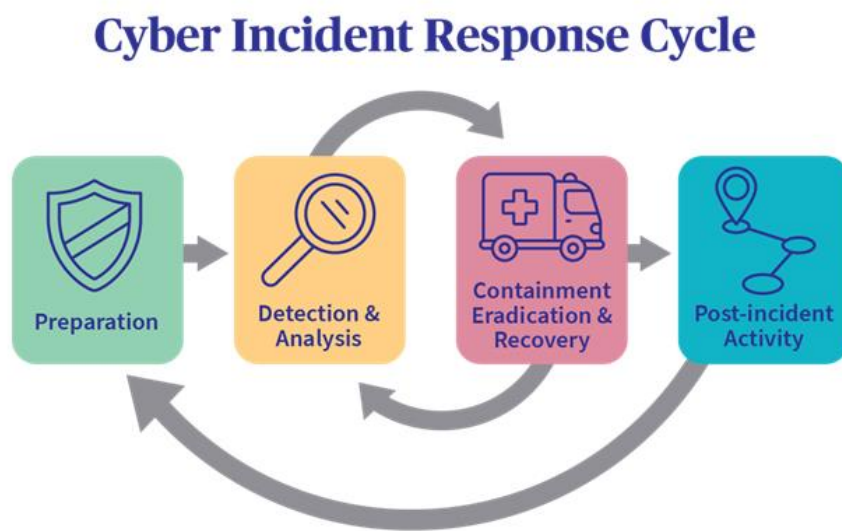 Cyber Incident Response Cycle
Preparation
Detection &
Analysis
Containment
Eradication &
Recovery
Post-incident
Activity